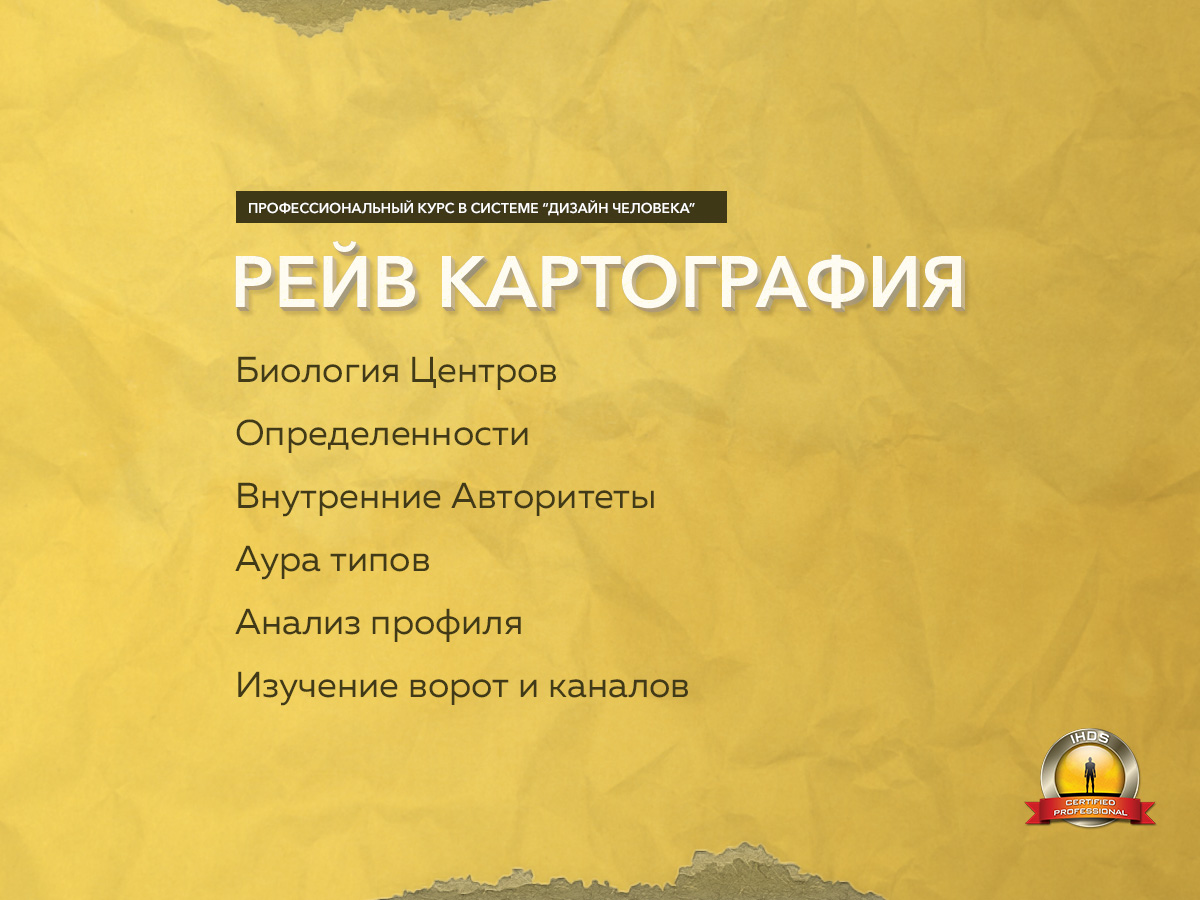 ПРОФЕССИОНАЛЬНЫЙ КУРС В СИСТЕМЕ “ДИЗАЙН ЧЕЛОВЕКА”
РЕЙВ КАРТОГРАФИЯ
Биология Центров
Определенности
Внутренние Авторитеты
Аура типов
Анализ профиля
Изучение ворот и каналов
IHDS
CERTIFIED
PROFESSIONAL